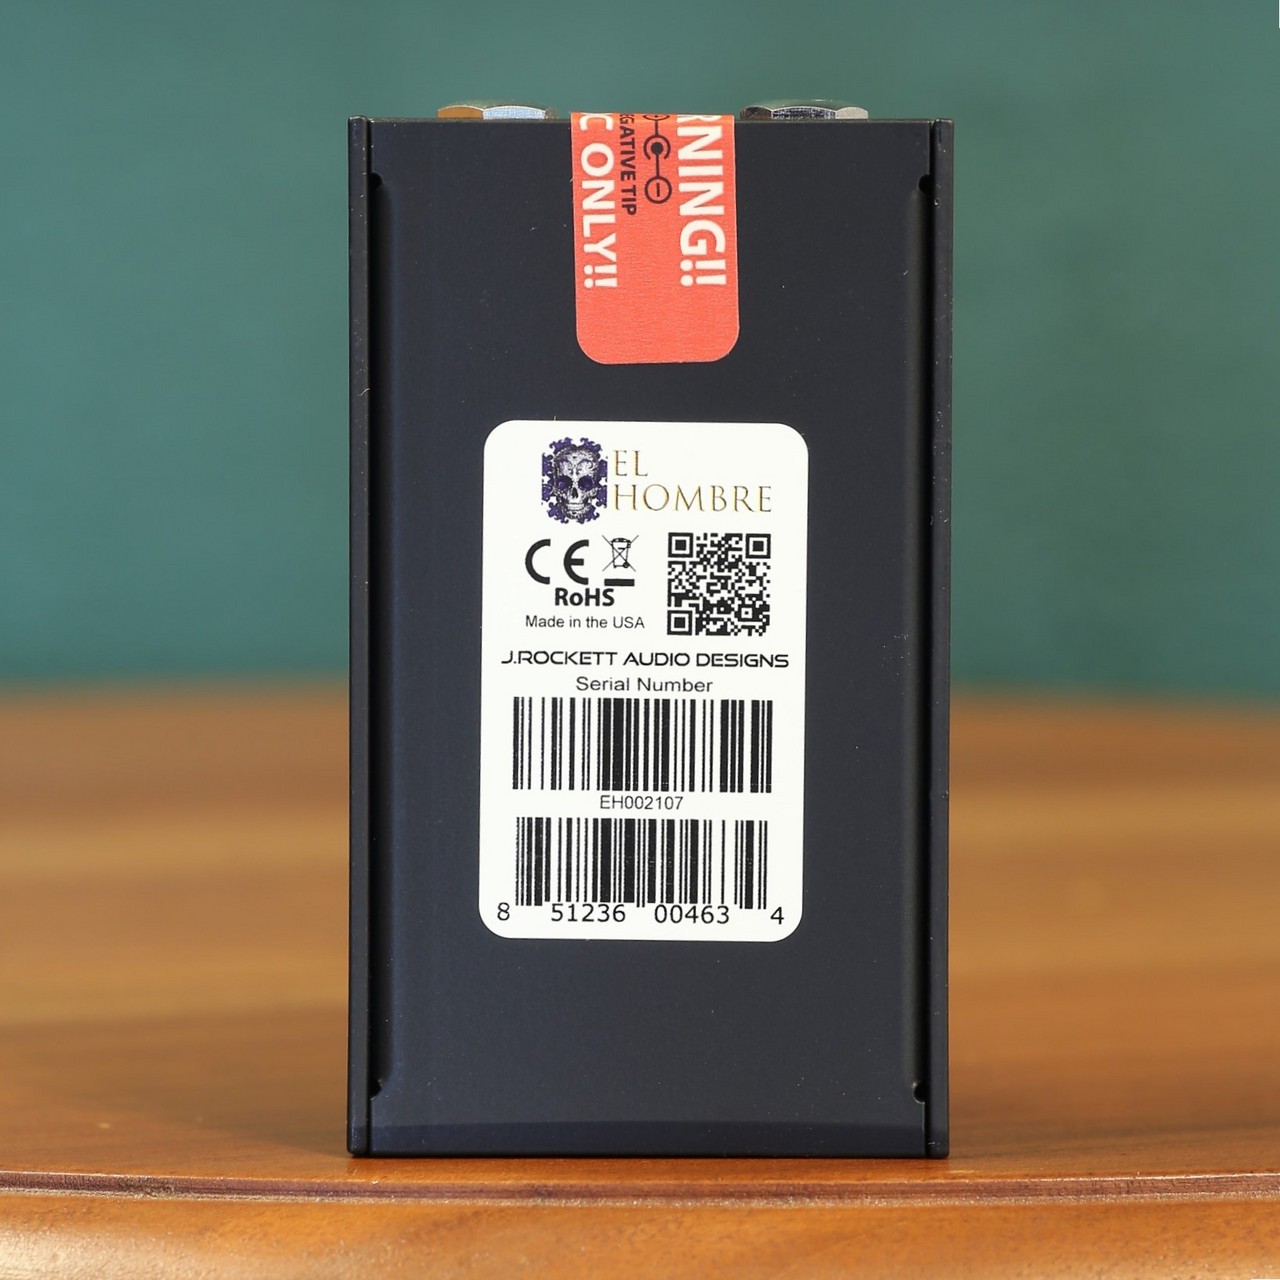 RNING!!
GATIVE TIP
C ONLY!!
EL
HOMBRE
CE
RoHS
Made in the USA
J.ROCKETT AUDIO DESIGNS
Serial Number
EH002107
8 51236 00463 4